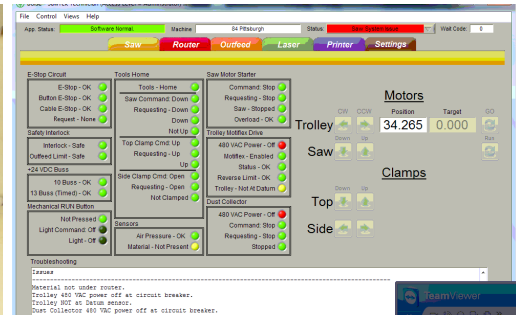 File Control Views Help
App. Status: Software Normal Machine 84 Pittsburgh Status: Saw System Issue Wait Code: 0
Saw Router Outfeed Laser Printer Settings
E-Stop Circuit
E-Stop - OK
Button E-Stop - OK
Cable E-Stop - OK
Request - None
Safety Interlock
Interlock - Safe
Outfeed Limit - Safe
+24 VDC Buss
10 Buss - OK
13 Buss (Timed) - OK
Mechanical RUN Button
Not Pressed
Light Command: Off
Light - Off
Tools Home
Tools - Home
Saw Command: Down
Requesting - Down
Down
Not Up
Top Clamp Cmd: Up
Requesting - Up
Up
Side Clamp Cmd: Open
Requesting - Open
Not Clamped
Sensors
Air Pressure - OK
Material - Not Present
Saw Motor Starter
Command: Stop
Requesting - Stop
Saw - Stopped
Overload - OK
Trolley Motiflex Drive
480 VAC Power - Off
Motiflex - Enabled
Status - OK
Reverse Limit - OK
Trolley - Not At Datum
Dust Collector
480 VAC Power - Off
Command: Stop
Requesting - Stop
Stopped
Motors
CW CCW Position Target GO
Trolley 34.265 0.000
Down Up Run
Saw
Clamps
Down Up
Top
Side
Troubleshooting
Issues
Material not under router.
Trolley 480 VAC power off at circuit breaker.
Trolley NOT at Datum sensor.
Dust Collector 480 VAC power off at circuit breaker.
TeamViewer